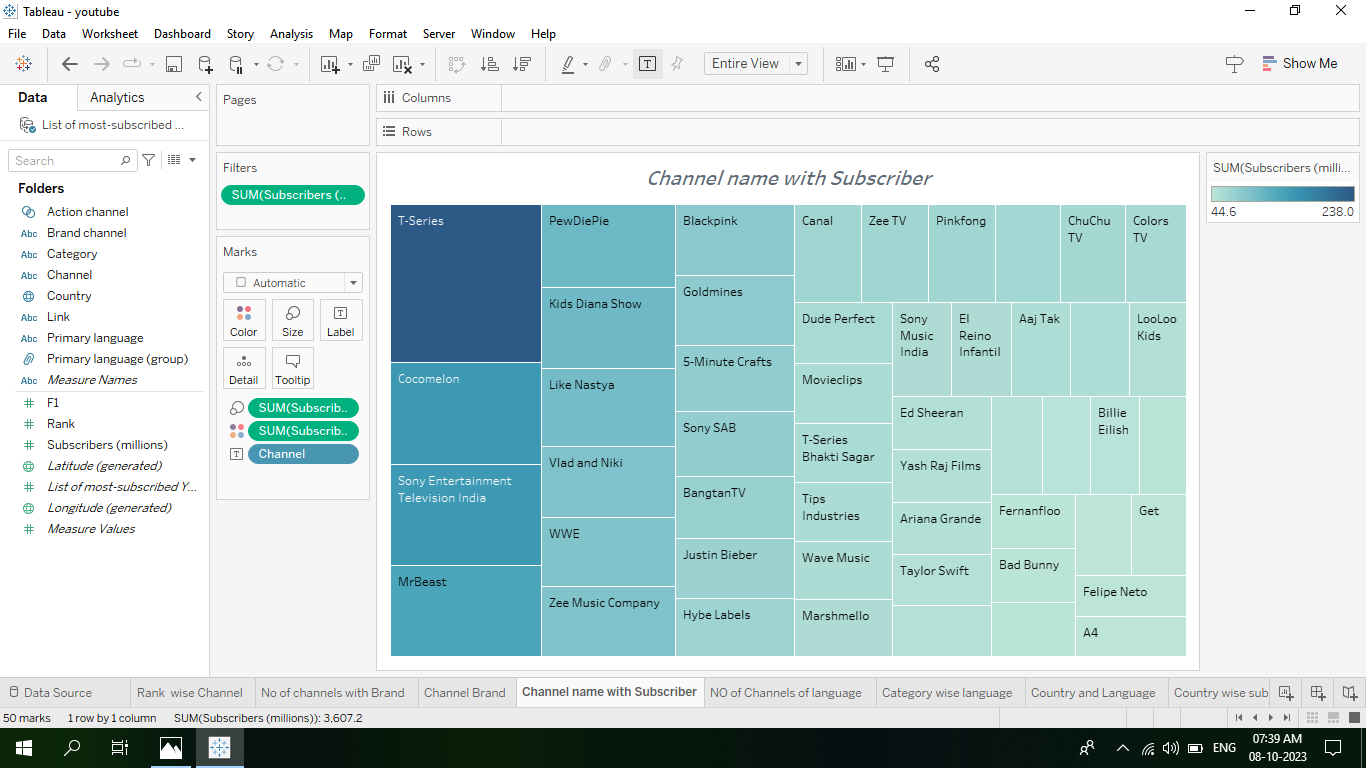 Tableau - youtube
File Data Worksheet Dashboard Story Analysis Map Format Server Window Help
Entire View
Show Me
Data Analytics
List of most-subscribed ...
Search
Folders
Action channel
Abc Brand channel
Abc Category
Abc Channel
Country
Abc Link
Abc Primary language
Primary language (group)
Abc Measure Names
F1
Rank
Subscribers (millions)
Latitude (generated)
List of most-subscribed Y...
Longitude (generated)
Measure Values
Pages
Filters
SUM(Subscribers (..
Marks
Automatic
Color Size Label
Detail Tooltip
SUM(Subscrib..
SUM(Subscrib..
Channel
Columns
Rows
Channel name with Subscriber
T-Series
Cocomelon
Sony Entertainment
Television India
MrBeast
PewDiePie
Kids Diana Show
Like Nastya
Vlad and Niki
WWE
Zee Music Company
Blackpink
Goldmines
5-Minute Crafts
Sony SAB
BangtanTV
Justin Bieber
Hybe Labels
Canal
Zee TV
Pinkfong
ChuChu
TV
Colors
TV
Dude Perfect
Movieclips
T-Series
Bhakti Sagar
Tips
Industries
Wave Music
Marshmello
Sony
Music
India
El
Reino
Infantil
Aaj Tak
LooLoo
Kids
Ed Sheeran
Yash Raj Films
Ariana Grande
Taylor Swift
Billie
Eilish
Fernanfloo
Bad Bunny
Get
Felipe Neto
A4
SUM(Subscribers (milli...
44.6 238.0
Data Source Rank wise Channel No of channels with Brand Channel Brand Channel name with Subscriber NO of Channels of language Category wise language Country and Language Country wise sub
50 marks 1 row by 1 column SUM(Subscribers (millions)): 3,607.2
ENG
07:39 AM
08-10-2023